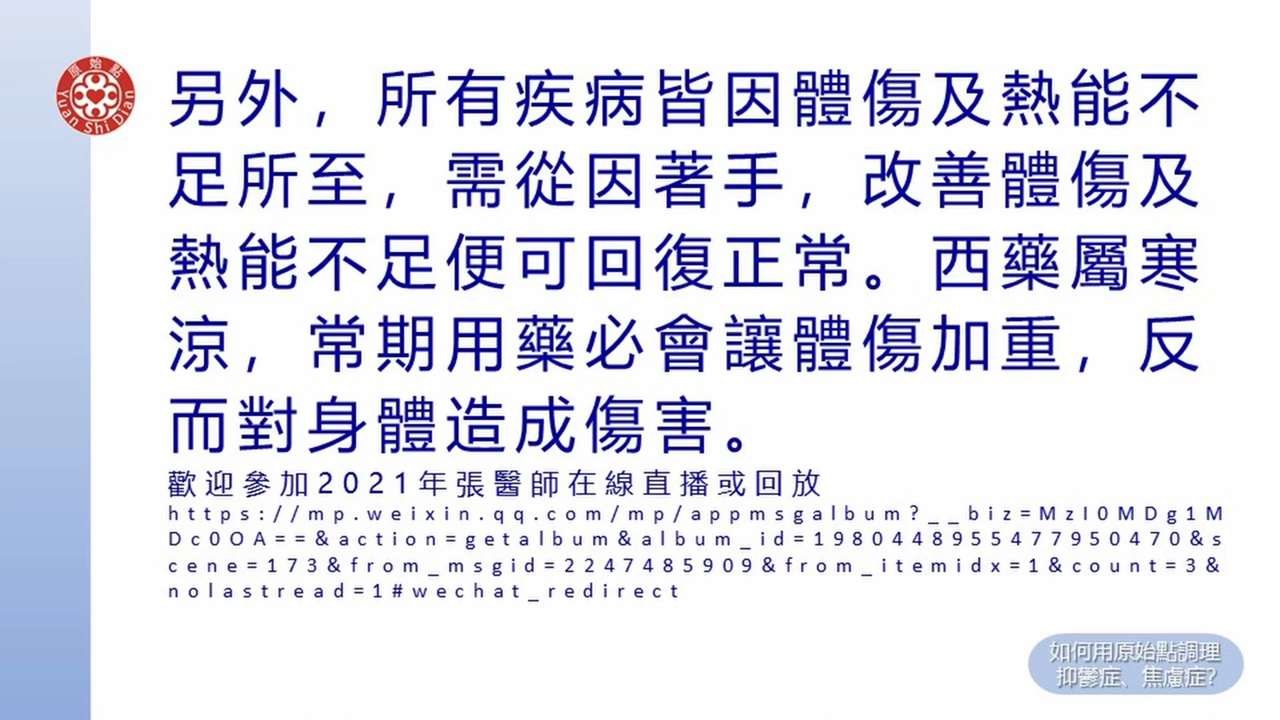 原始點
Yuan Shi Dian
另外，所有疾病皆因體傷及熱能不
足所至，需從因著手，改善體傷及
熱能不足便可回復正常。西藥屬寒
涼，常期用藥必會讓體傷加重，反
而對身體造成傷害。
歡迎參加2021年張醫師在線直播或回放
https://mp.weixin.qq.com/mp/appmsgalbum?__biz=MzI0MDg1M
Dc0OA==&action=getalbum&album_id=1980448955477950470&s
cene=173&from_msgid=2247485909&from_itemidx=1&count=3&
nolastread=1#wechat_redirect
如何用原始點調理
抑鬱症、焦慮症?